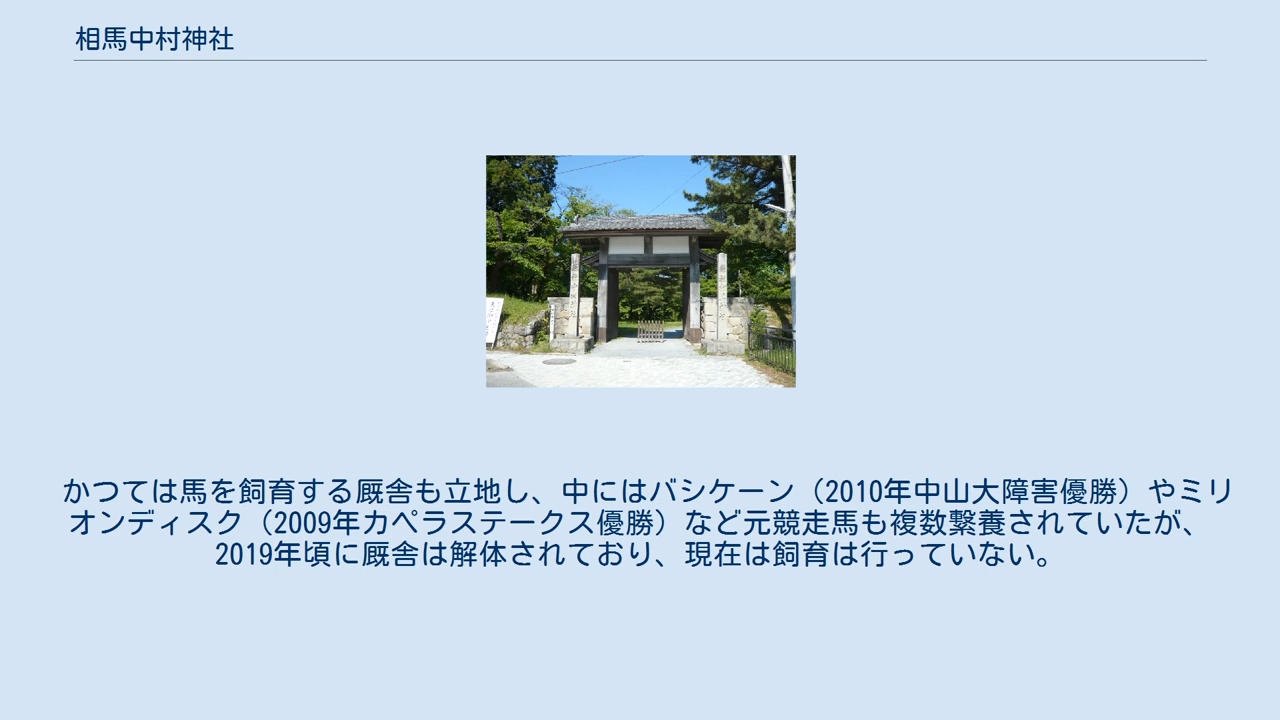 相馬中村神社
かつては馬を飼育する厩舎も立地し、中にはバシケーン（2010年中山大障害優勝）やミリ
オンディスク（2009年カペラステークス優勝）など元競走馬も複数繋養されていたが、
2019年頃に厩舎は解体されており、現在は飼育は行っていない。